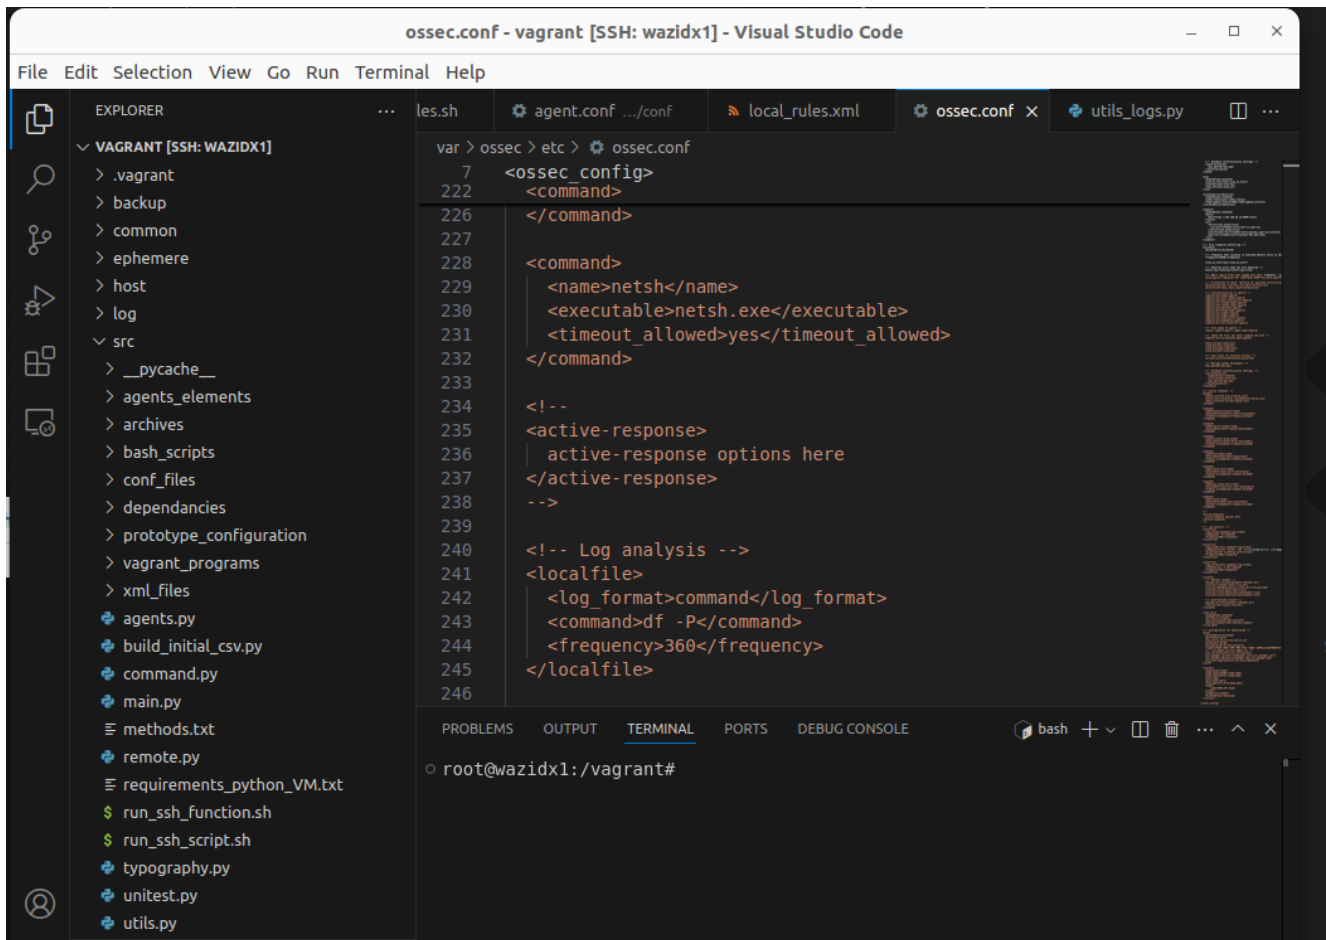 ossec.conf - vagrant [SSH: wazidx1] - Visual Studio Code
File Edit Selection View Go Run Terminal Help
EXPLORER
VAGRANT [SSH: WAZIDX1]
.vagrant
backup
common
ephemere
host
log
src
__pycache__
agents_elements
archives
bash_scripts
conf_files
dependancies
prototype_configuration
vagrant_programs
xml_files
agents.py
build_initial_csv.py
command.py
main.py
methods.txt
remote.py
requirements_python_VM.txt
$ run_ssh_function.sh
$ run_ssh_script.sh
typography.py
unitest.py
utils.py
les.sh agent.conf .../conf local_rules.xml ossec.conf utils_logs.py
var > ossec > etc > ossec.conf
7 <ossec_config>
222 <command>
226 </command>
227
228 <command>
229 <name>netsh</name>
230 <executable>netsh.exe</executable>
231 <timeout_allowed>yes</timeout_allowed>
232 </command>
233
234 <!--
235 <active-response>
236 active-response options here
237 </active-response>
238 -->
239
240 <!-- Log analysis -->
241 <localfile>
242 <log_format>command</log_format>
243 <command>df -P</command>
244 <frequency>360</frequency>
245 </localfile>
246
PROBLEMS OUTPUT TERMINAL PORTS DEBUG CONSOLE bash
root@wazidx1:/vagrant#